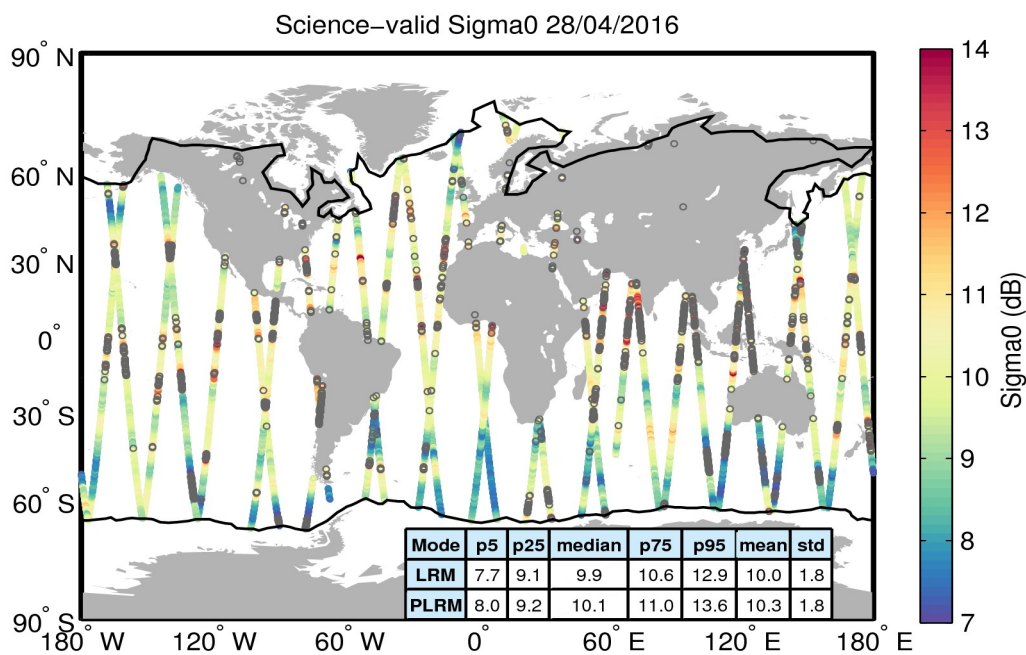 Science−valid Sigma0 28/04/2016
90° N
60° N
30° N
0°
30° S
60° S
90° S
180° W
120° W
60° W
0°
60° E
120° E
180° E
14
13
12
11
10
9
8
7
Sigma0 (dB)
Mode p5 p25 median p75 p95 mean std
LRM 7.7 9.1 9.9 10.6 12.9 10.0 1.8
PLRM 8.0 9.2 10.1 11.0 13.6 10.3 1.8